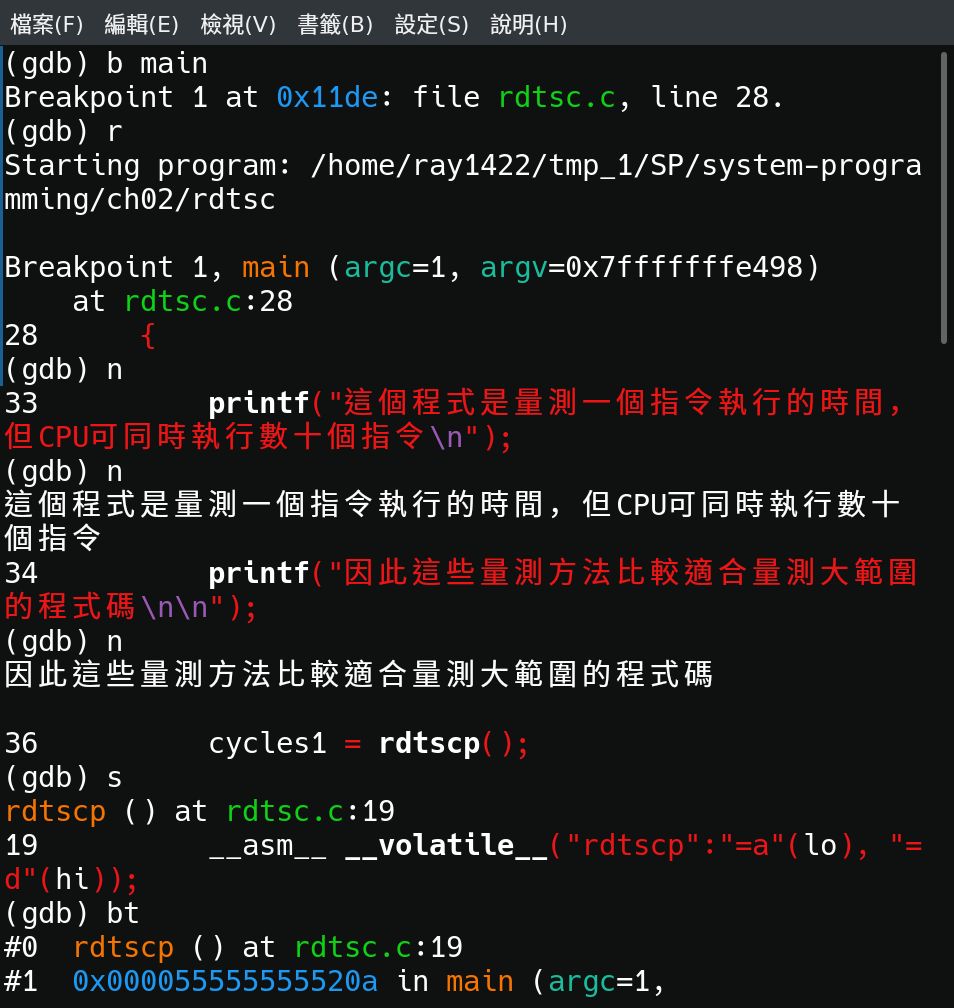 檔案(F) 編輯(E) 檢視(V) 書籤(B) 設定(S) 說明(H)
(gdb) b main
Breakpoint 1 at 0x11de: file rdtsc.c, line 28.
(gdb) r
Starting program: /home/ray1422/tmp_1/SP/system-progra
mming/ch02/rdtsc
Breakpoint 1, main (argc=1, argv=0x7fffffffe498)
    at rdtsc.c:28
28      {
(gdb) n
33          printf("這個程式是量測一個指令執行的時間，
但CPU可同時執行數十個指令\n");
(gdb) n
這個程式是量測一個指令執行的時間，但CPU可同時執行數十
個指令
34          printf("因此這些量測方法比較適合量測大範圍
的程式碼\n\n");
(gdb) n
因此這些量測方法比較適合量測大範圍的程式碼
36          cycles1 = rdtscp();
(gdb) s
rdtscp () at rdtsc.c:19
19          __asm__ __volatile__("rdtscp":"=a"(lo), "=
d"(hi));
(gdb) bt
#0  rdtscp () at rdtsc.c:19
#1  0x000055555555520a in main (argc=1,